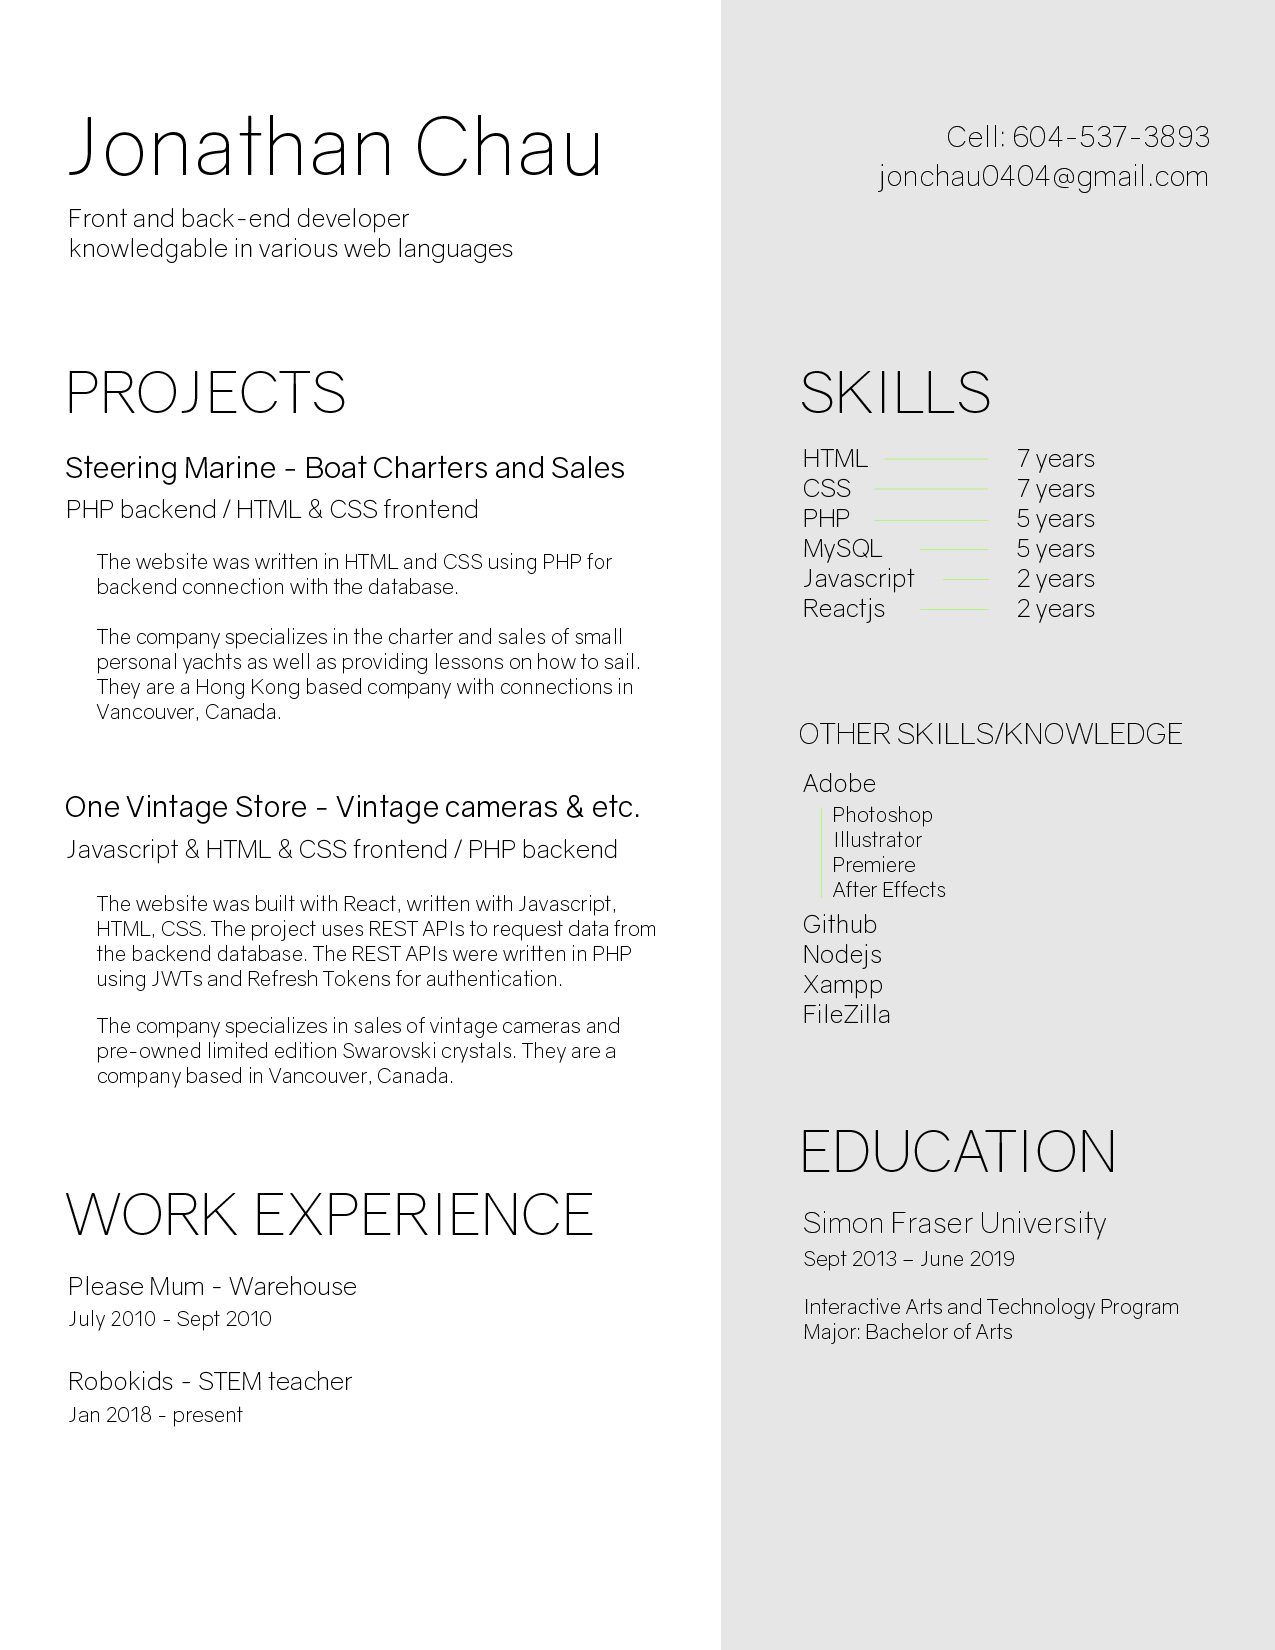 Jonathan Chau
Front and back-end developer
knowledgable in various web languages
Cell: 604-537-3893
jonchau0404@gmail.com
PROJECTS
Steering Marine - Boat Charters and Sales
PHP backend / HTML & CSS frontend
The website was written in HTML and CSS using PHP for
backend connection with the database.
The company specializes in the charter and sales of small
personal yachts as well as providing lessons on how to sail.
They are a Hong Kong based company with connections in
Vancouver, Canada.
One Vintage Store - Vintage cameras & etc.
Javascript & HTML & CSS frontend / PHP backend
The website was built with React, written with Javascript,
HTML, CSS. The project uses REST APIs to request data from
the backend database. The REST APIs were written in PHP
using JWTs and Refresh Tokens for authentication.
The company specializes in sales of vintage cameras and
pre-owned limited edition Swarovski crystals. They are a
company based in Vancouver, Canada.
WORK EXPERIENCE
Please Mum - Warehouse
July 2010 - Sept 2010
Robokids - STEM teacher
Jan 2018 - present
SKILLS
HTML 7 years
CSS 7 years
PHP 5 years
MySQL 5 years
Javascript 2 years
Reactjs 2 years
OTHER SKILLS/KNOWLEDGE
Adobe
Photoshop
Illustrator
Premiere
After Effects
Github
Nodejs
Xampp
FileZilla
EDUCATION
Simon Fraser University
Sept 2013 – June 2019
Interactive Arts and Technology Program
Major: Bachelor of Arts